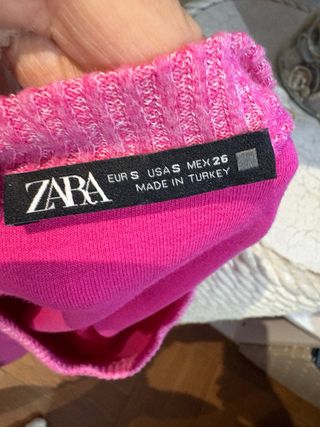 ZARA
EUR S USA S MEX 26
MADE IN TURKEY